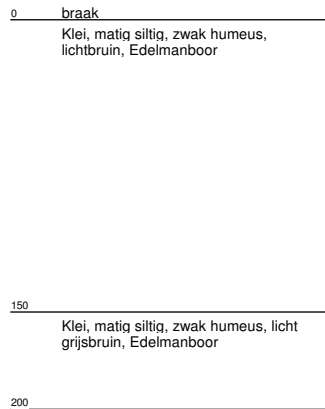 0 braak
Klei, matig siltig, zwak humeus,
lichtbruin, Edelmanboor
150
Klei, matig siltig, zwak humeus, licht
grijsbruin, Edelmanboor
200